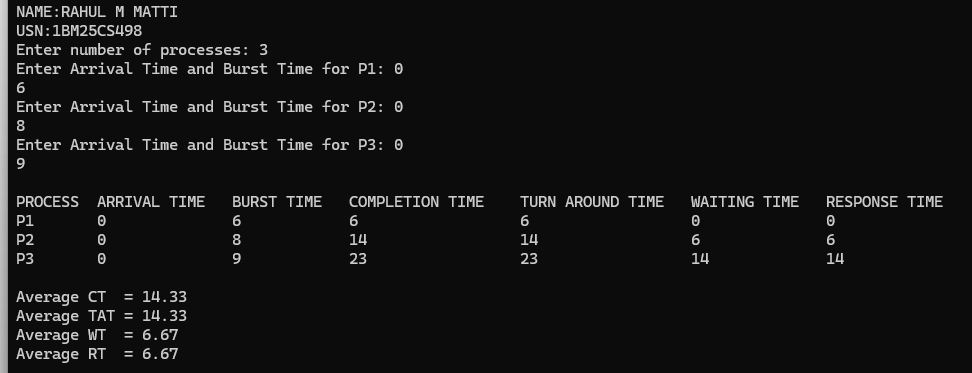 NAME:RAHUL M MATTI
USN:1BM25CS498
Enter number of processes: 3
Enter Arrival Time and Burst Time for P1: 0
6
Enter Arrival Time and Burst Time for P2: 0
8
Enter Arrival Time and Burst Time for P3: 0
9

PROCESS  ARRIVAL TIME   BURST TIME   COMPLETION TIME    TURN AROUND TIME   WAITING TIME   RESPONSE TIME
P1       0              6            6                  6                  0              0
P2       0              8            14                 14                 6              6
P3       0              9            23                 23                 14             14

Average CT  = 14.33
Average TAT = 14.33
Average WT  = 6.67
Average RT  = 6.67